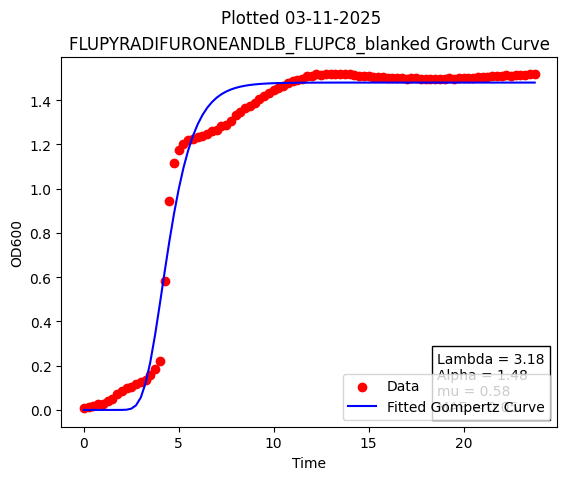 Plotted 03-11-2025
FLUPYRADIFURONEANDLB_FLUPC8_blanked Growth Curve
OD600
1.4
1.2
1.0
0.8
0.6
0.4
0.2
0.0
0
5
10
15
20
Time
Lambda = 3.18
Alpha = 1.48
mu = 0.58
Data
Fitted Gompertz Curve